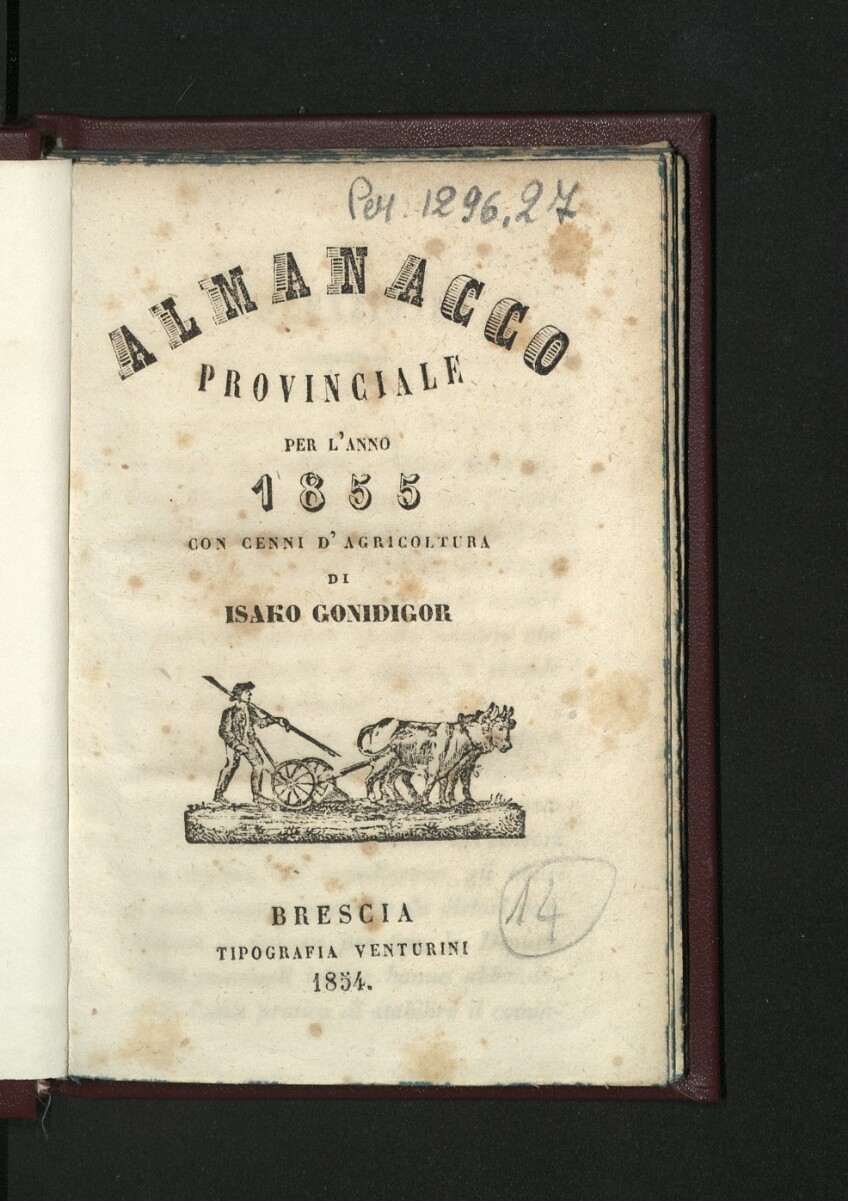 Per. 1296,27
ALMANACCO
PROVINCIALE
PER L'ANNO
1855
CON CENNI D'AGRICOLTURA
DI
ISAKO GONIDIGOR
14
BRESCIA
TIPOGRAFIA VENTURINI
1854.